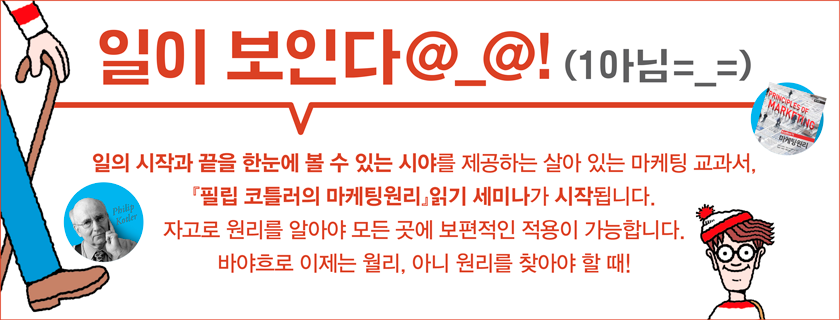 일이 보인다@_@! (1아님=_=)
PRINCIPLES OF
MARKETING
마케팅원리
일의 시작과 끝을 한눈에 볼 수 있는 시야를 제공하는 살아 있는 마케팅 교과서,
『필립 코틀러의 마케팅원리』읽기 세미나가 시작됩니다.
Philip
Kotler
자고로 원리를 알아야 모든 곳에 보편적인 적용이 가능합니다.
바야흐로 이제는 월리, 아니 원리를 찾아야 할 때!